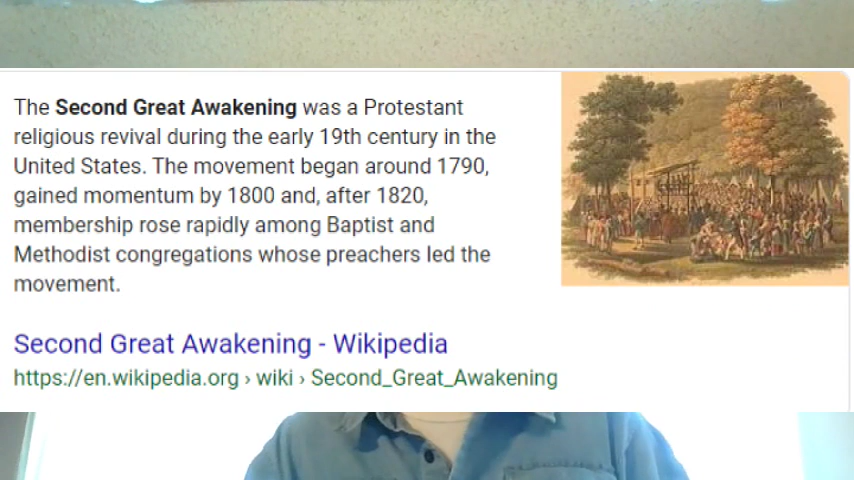 The Second Great Awakening was a Protestant
religious revival during the early 19th century in the
United States. The movement began around 1790,
gained momentum by 1800 and, after 1820,
membership rose rapidly among Baptist and
Methodist congregations whose preachers led the
movement.
Second Great Awakening - Wikipedia
https://en.wikipedia.org › wiki › Second_Great_Awakening